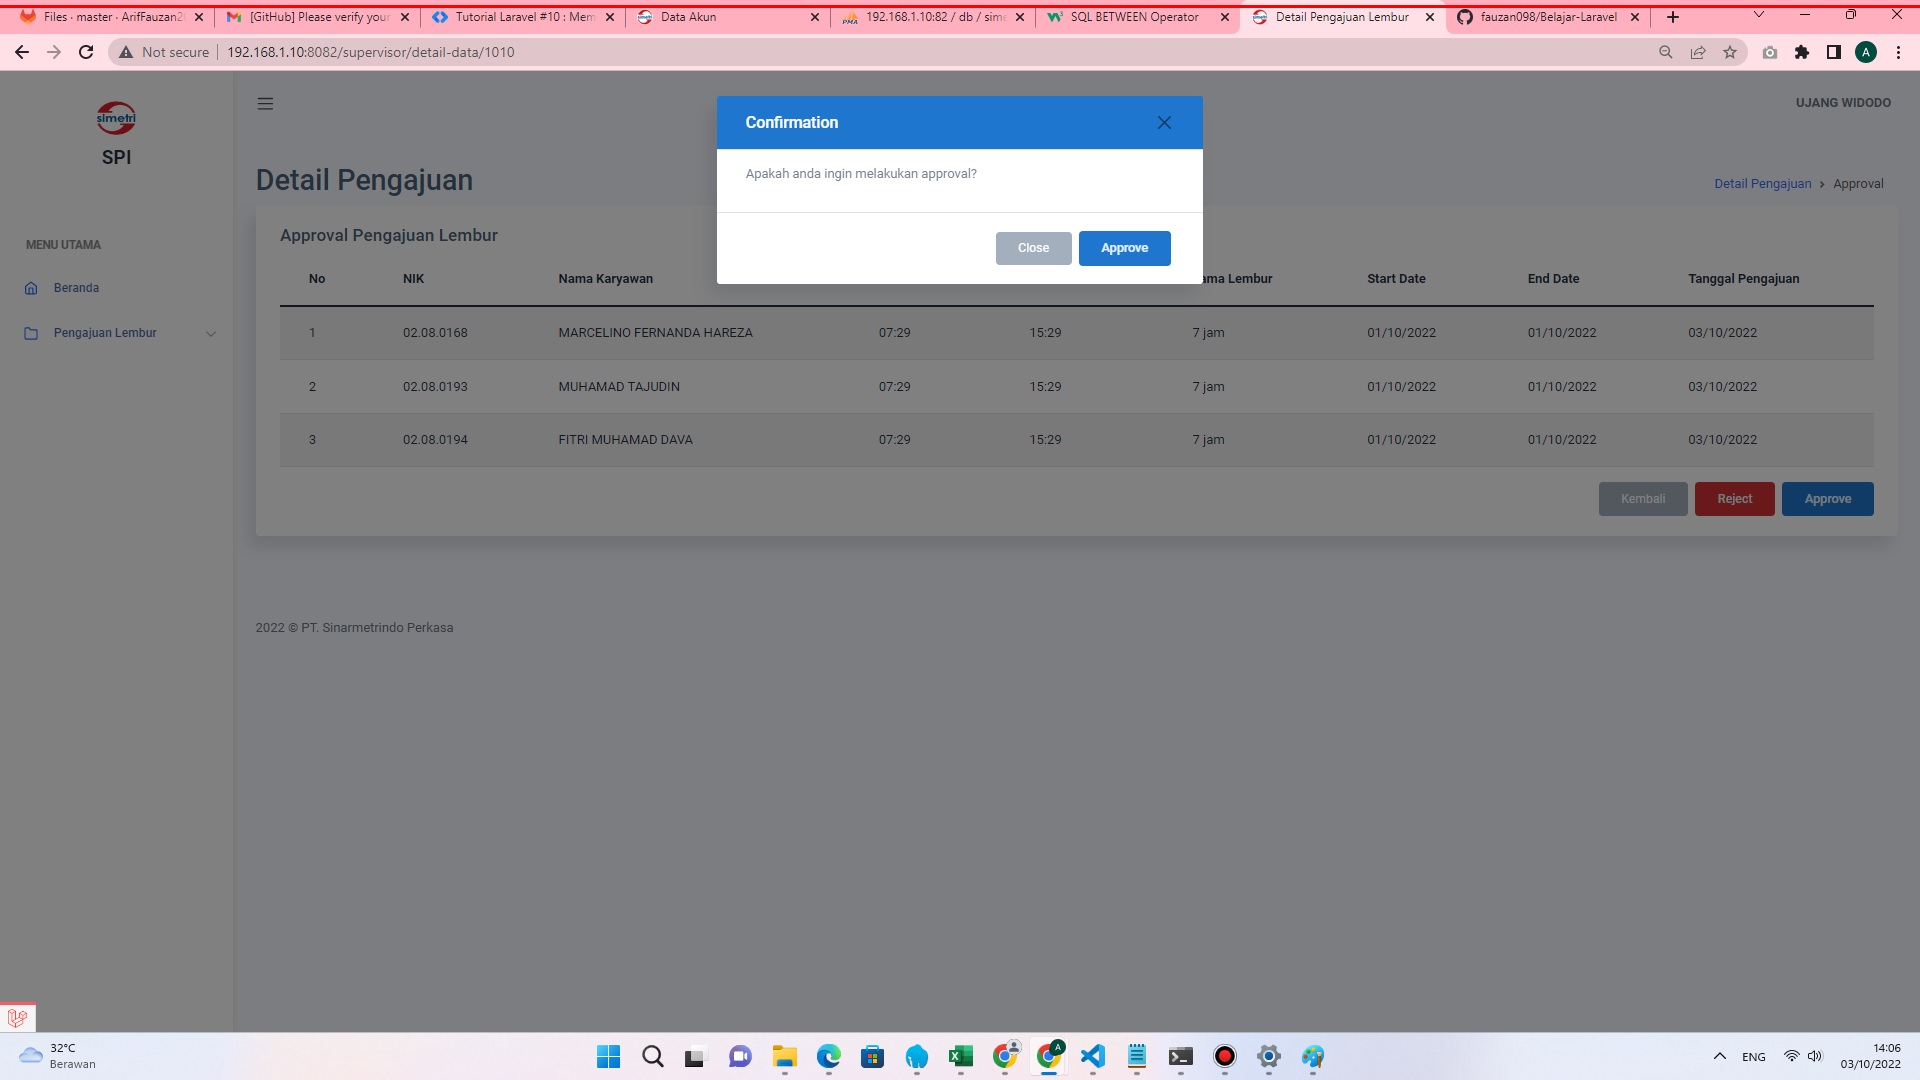 Files · master · ArifFauzan2
[GitHub] Please verify your
Tutorial Laravel #10 : Mem
Data Akun
192.168.1.10:82 / db / sime
SQL BETWEEN Operator
Detail Pengajuan Lembur
fauzan098/Belajar-Laravel
Not secure
192.168.1.10:8082/supervisor/detail-data/1010
A
simetri
SPI
UJANG WIDODO
Confirmation
Apakah anda ingin melakukan approval?
Close
Approve
Detail Pengajuan
Detail Pengajuan › Approval
MENU UTAMA
Beranda
Pengajuan Lembur
Approval Pengajuan Lembur
No NIK Nama Karyawan ama Lembur Start Date End Date Tanggal Pengajuan
1 02.08.0168 MARCELINO FERNANDA HAREZA 07:29 15:29 7 jam 01/10/2022 01/10/2022 03/10/2022
2 02.08.0193 MUHAMAD TAJUDIN 07:29 15:29 7 jam 01/10/2022 01/10/2022 03/10/2022
3 02.08.0194 FITRI MUHAMAD DAVA 07:29 15:29 7 jam 01/10/2022 01/10/2022 03/10/2022
Kembali
Reject
Approve
2022 © PT. Sinarmetrindo Perkasa
32°C
Berawan
A
ENG
14:06
03/10/2022